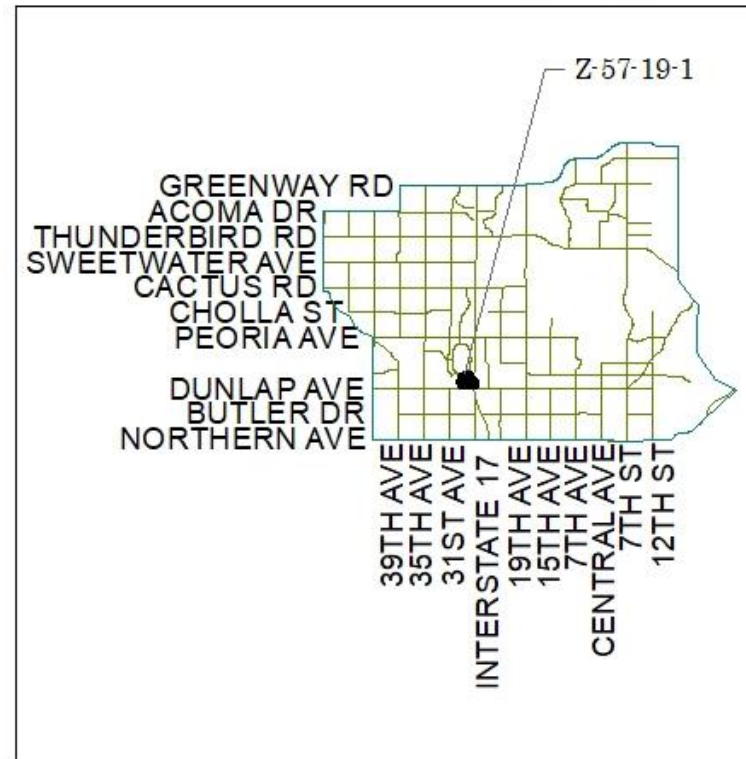 Z-57-19-1
GREENWAY RD
ACOMA DR
THUNDERBIRD RD
SWEETWATER AVE
CACTUS RD
CHOLLA ST
PEORIA AVE
DUNLAP AVE
BUTLER DR
NORTHERN AVE
39TH AVE
35TH AVE
31ST AVE
INTERSTATE 17
19TH AVE
15TH AVE
7TH AVE
CENTRAL AVE
7TH ST
12TH ST